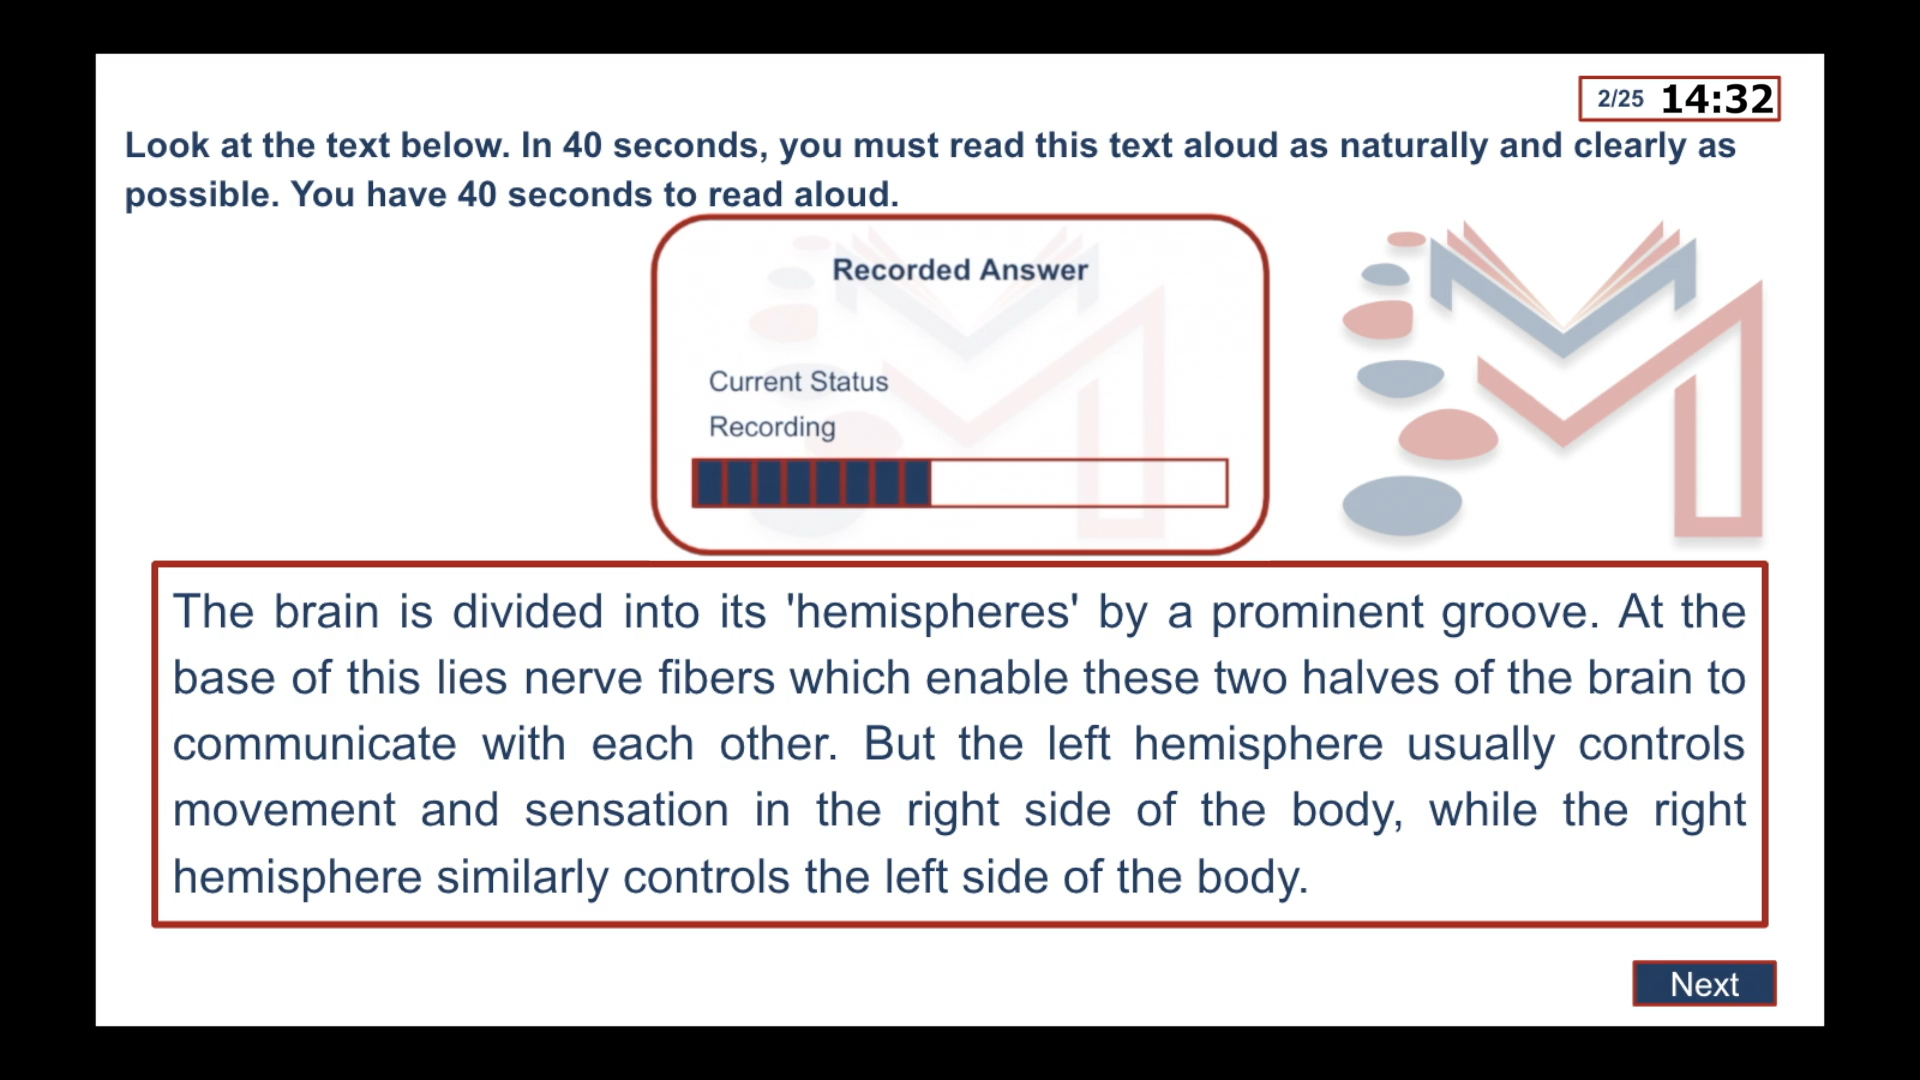 2/25 14:32
Look at the text below. In 40 seconds, you must read this text aloud as naturally and clearly as
possible. You have 40 seconds to read aloud.
Recorded Answer
Current Status
Recording
The brain is divided into its 'hemispheres' by a prominent groove. At the
base of this lies nerve fibers which enable these two halves of the brain to
communicate with each other. But the left hemisphere usually controls
movement and sensation in the right side of the body, while the right
hemisphere similarly controls the left side of the body.
Next